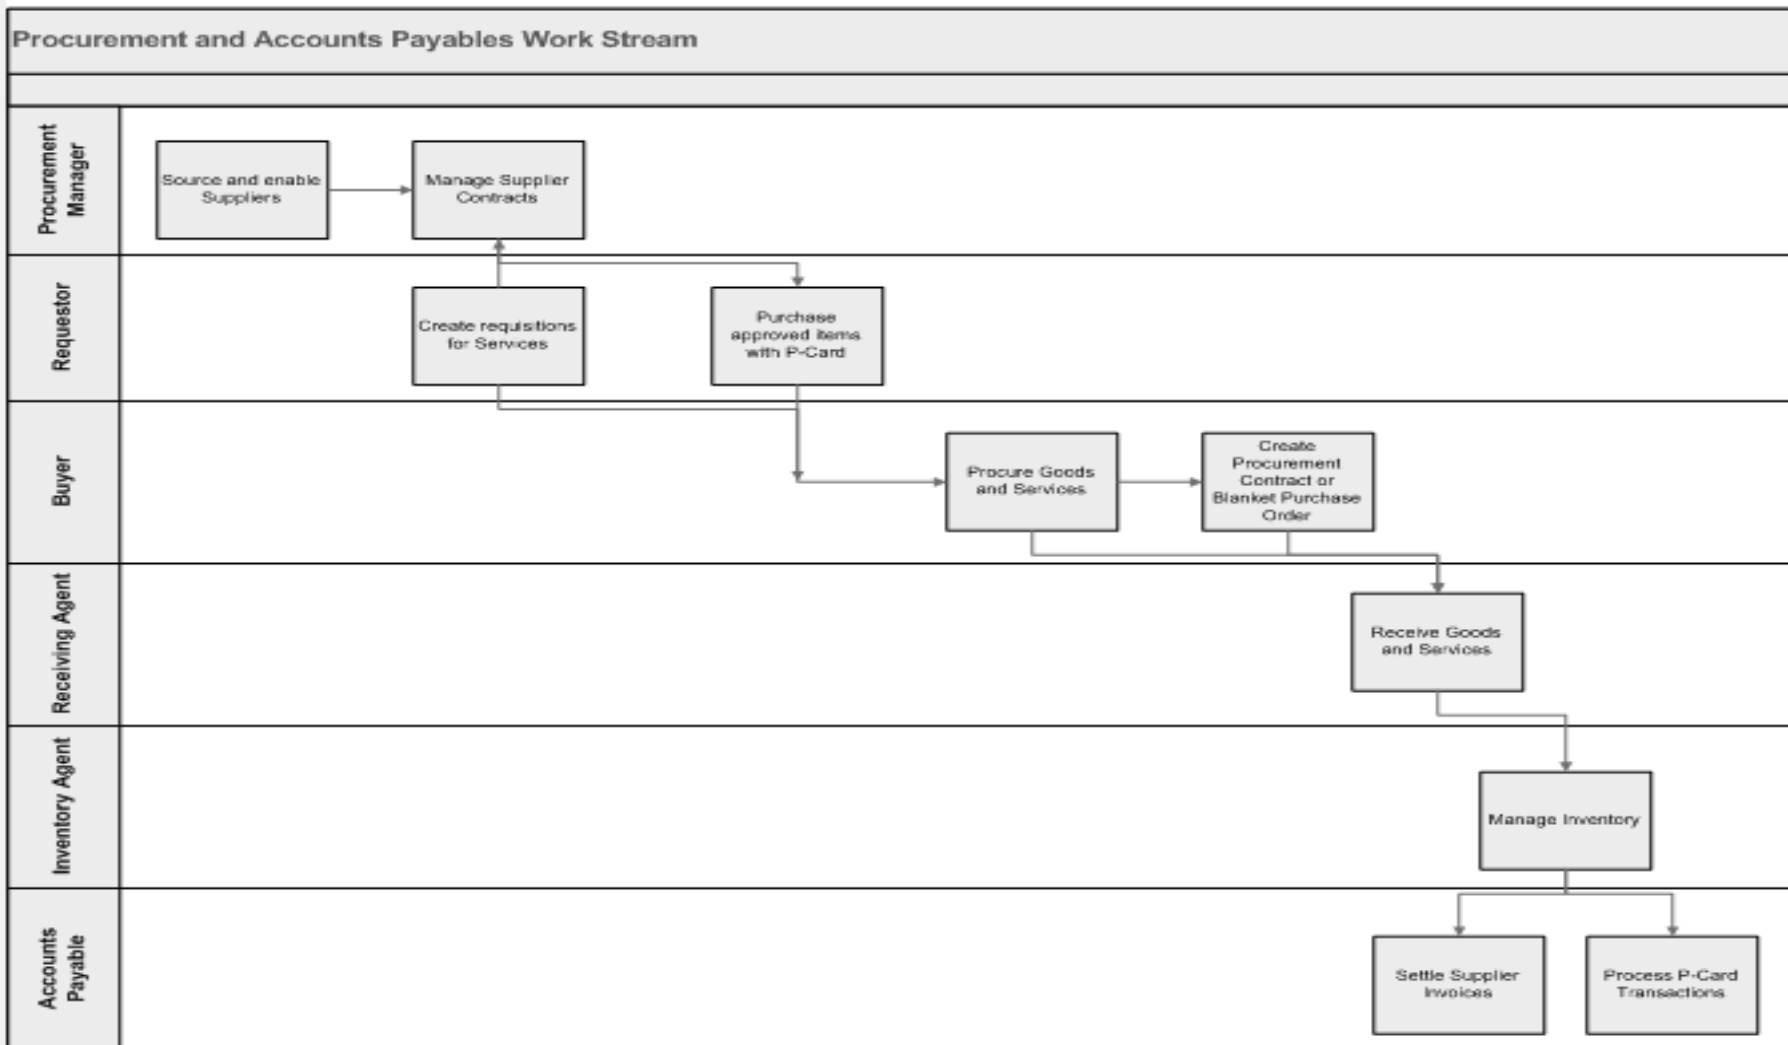 Procurement and Accounts Payables Work Stream
Procurement
Manager
Source and enable
Suppliers
Manage Supplier
Contracts
Requestor
Create requisitions
for Services
Purchase
approved items
with P-Card
Buyer
Procure Goods
and Services
Create
Procurement
Contract or
Blanket Purchase
Order
Receiving Agent
Receive Goods
and Services
Inventory Agent
Manage Inventory
Accounts
Payable
Settle Supplier
Invoices
Process P-Card
Transactions